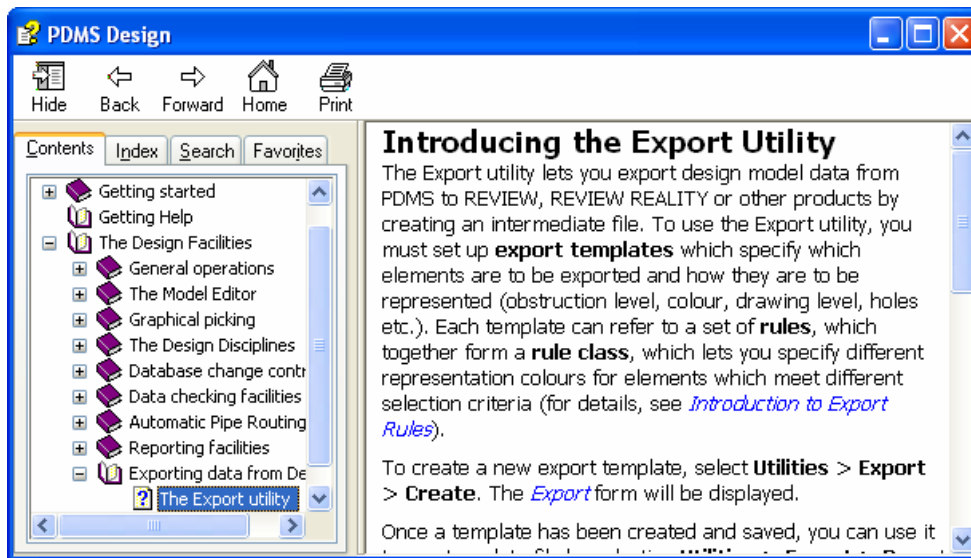 PDMS Design
Hide Back Forward Home Print
Contents Index Search Favorites
Getting started
Getting Help
The Design Facilities
General operations
The Model Editor
Graphical picking
The Design Disciplines
Database change contr
Data checking facilities
Automatic Pipe Routing
Reporting facilities
Exporting data from De
The Export utility
Introducing the Export Utility
The Export utility lets you export design model data from
PDMS to REVIEW, REVIEW REALITY or other products by
creating an intermediate file. To use the Export utility, you
must set up export templates which specify which
elements are to be exported and how they are to be
represented (obstruction level, colour, drawing level, holes
etc.). Each template can refer to a set of rules, which
together form a rule class, which lets you specify different
representation colours for elements which meet different
selection criteria (for details, see Introduction to Export
Rules).
To create a new export template, select Utilities > Export
> Create. The Export form will be displayed.
Once a template has been created and saved, you can use it